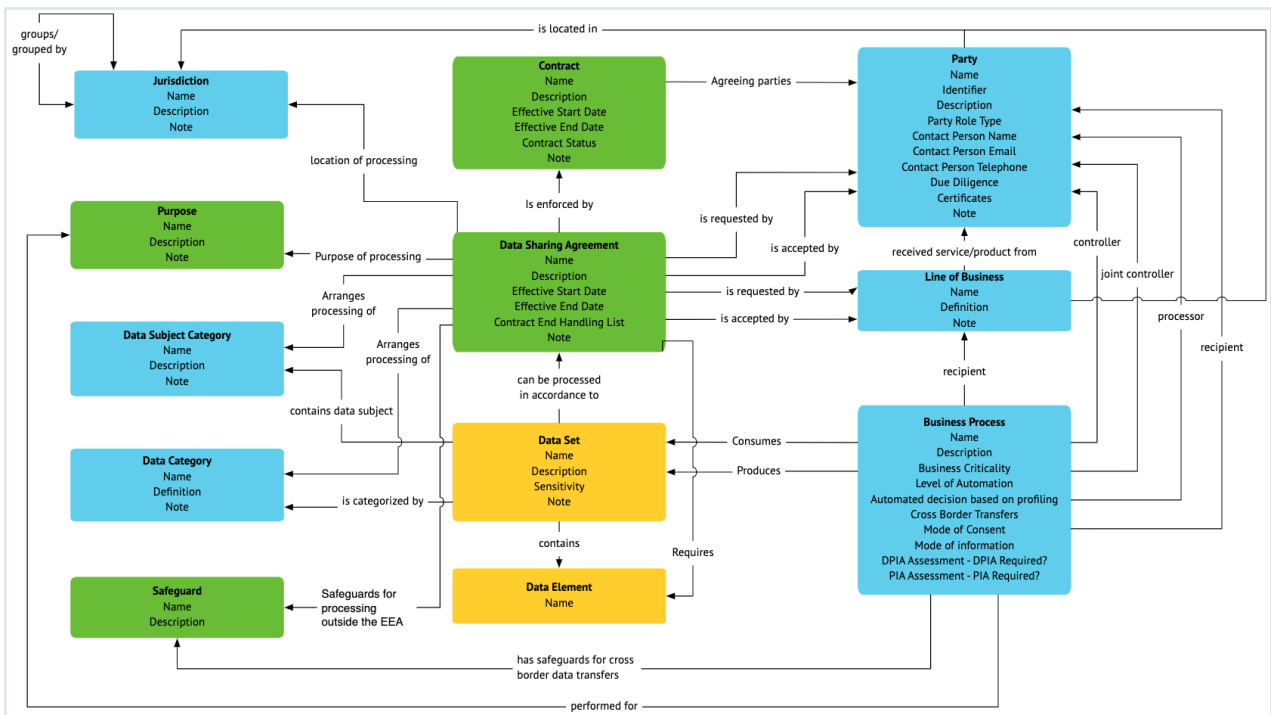 groups/
grouped by
is located in
Jurisdiction
Name
Description
Note
Contract
Name
Description
Effective Start Date
Effective End Date
Contract Status
Note
Agreeing parties
Party
Name
Identifier
Description
Party Role Type
Contact Person Name
Contact Person Email
Contact Person Telephone
Due Diligence
Certificates
Note
location of processing
Is enforced by
is requested by
is accepted by
received service/product from
controller
joint controller
processor
recipient
Purpose
Name
Description
Note
Purpose of processing
Data Sharing Agreement
Name
Description
Effective Start Date
Effective End Date
Contract End Handling List
Note
is requested by
is accepted by
Line of Business
Name
Definition
Note
Arranges
processing of
Arranges
processing of
Data Subject Category
Name
Description
Note
can be processed
in accordance to
recipient
contains data subject
Data Category
Name
Definition
Note
is categorized by
Data Set
Name
Description
Sensitivity
Note
Consumes
Produces
Business Process
Name
Description
Business Criticality
Level of Automation
Automated decision based on profiling
Cross Border Transfers
Mode of Consent
Mode of information
DPIA Assessment - DPIA Required?
PIA Assessment - PIA Required?
contains
Requires
Data Element
Name
Safeguard
Name
Description
Safeguards for
processing
outside the EEA
has safeguards for cross
border data transfers
performed for